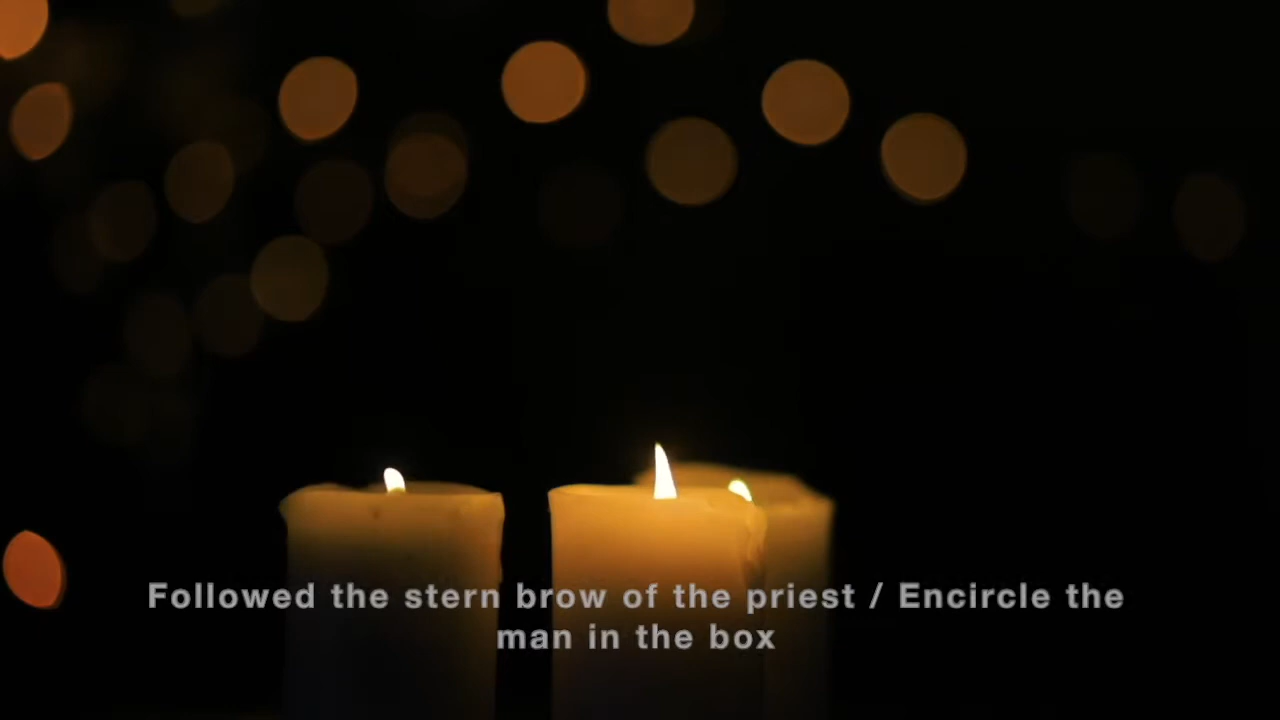 Followed the stern brow of the priest / Encircle the
man in the box